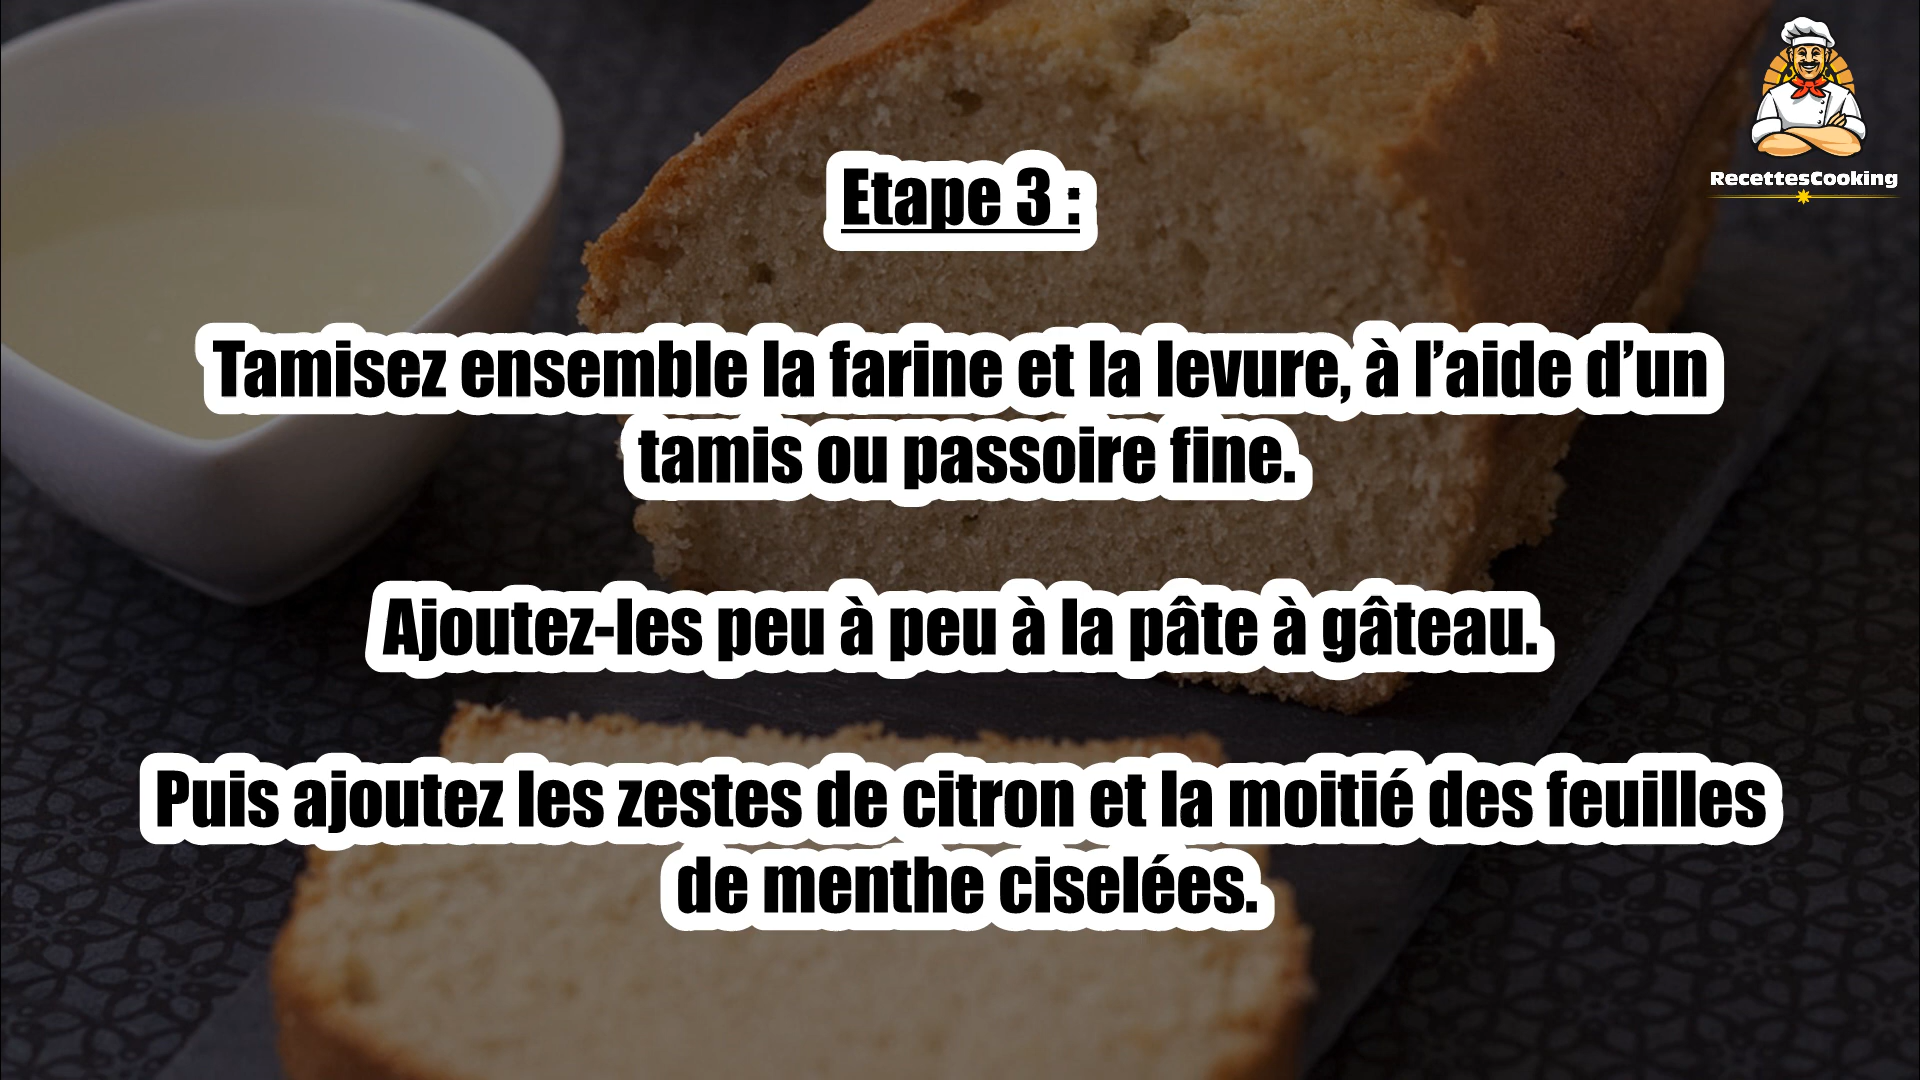 RecettesCooking
Etape 3 :
Tamisez ensemble la farine et la levure, à l’aide d’un
tamis ou passoire fine.
Ajoutez-les peu à peu à la pâte à gâteau.
Puis ajoutez les zestes de citron et la moitié des feuilles
de menthe ciselées.